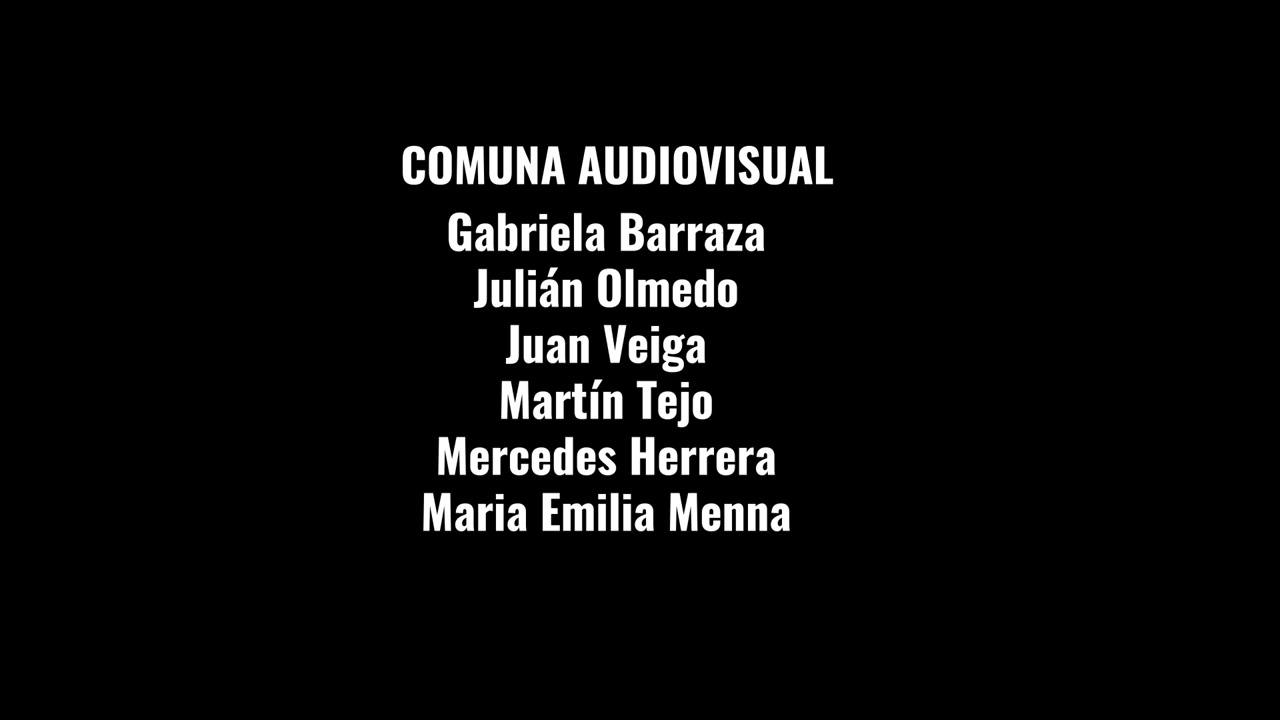 COMUNA AUDIOVISUAL
Gabriela Barraza
Julián Olmedo
Juan Veiga
Martín Tejo
Mercedes Herrera
Maria Emilia Menna